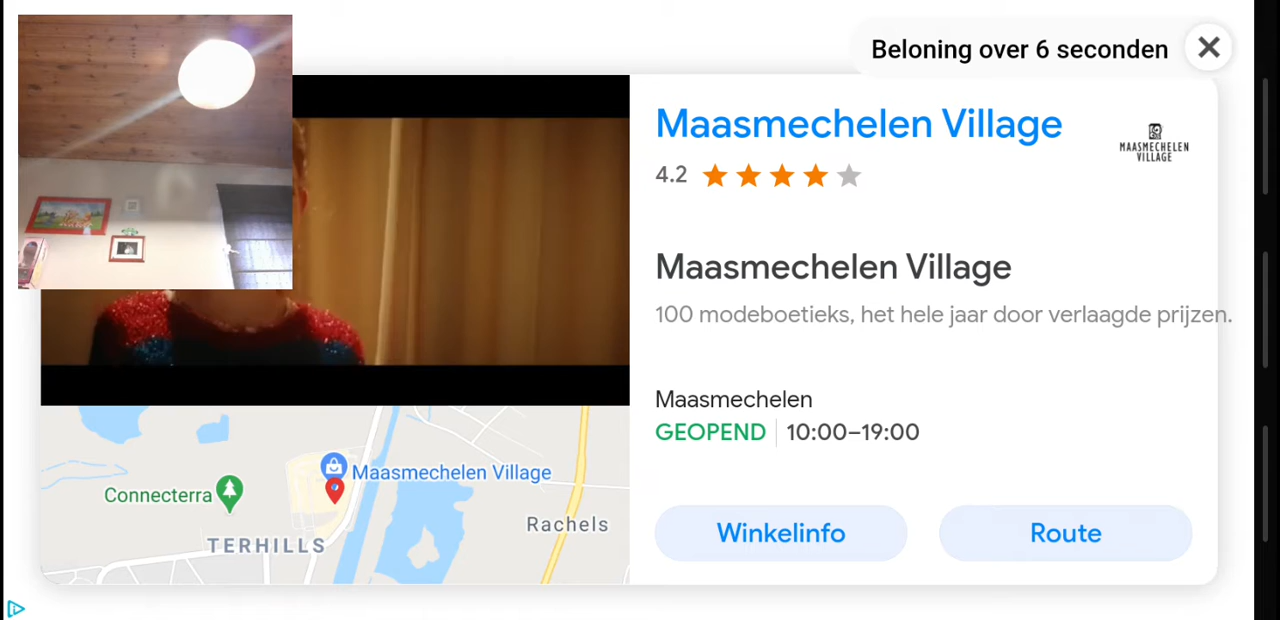 Beloning over 6 seconden
Maasmechelen Village
MAASMECHELEN
VILLAGE
4.2
Maasmechelen Village
100 modeboetieks, het hele jaar door verlaagde prijzen.
Maasmechelen
GEOPEND 10:00–19:00
Winkelinfo
Route
Maasmechelen Village
Connecterra
Rachels
TERHILLS